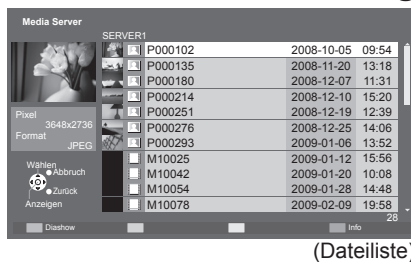 Media Server
SERVER1
P000102 2008-10-05 09:54
P000135 2008-11-20 13:18
P000180 2008-12-07 11:31
P000214 2008-12-10 15:20
P000251 2008-12-19 12:39
P000276 2008-12-25 14:06
P000293 2009-01-06 13:52
M10025 2009-01-12 15:56
M10042 2009-01-20 10:08
M10054 2009-01-28 14:48
M10078 2009-02-09 19:58
28
Pixel
3648x2736
Format
JPEG
Wählen
Abbruch
Zurück
Anzeigen
Diashow
Info
(Dateiliste)